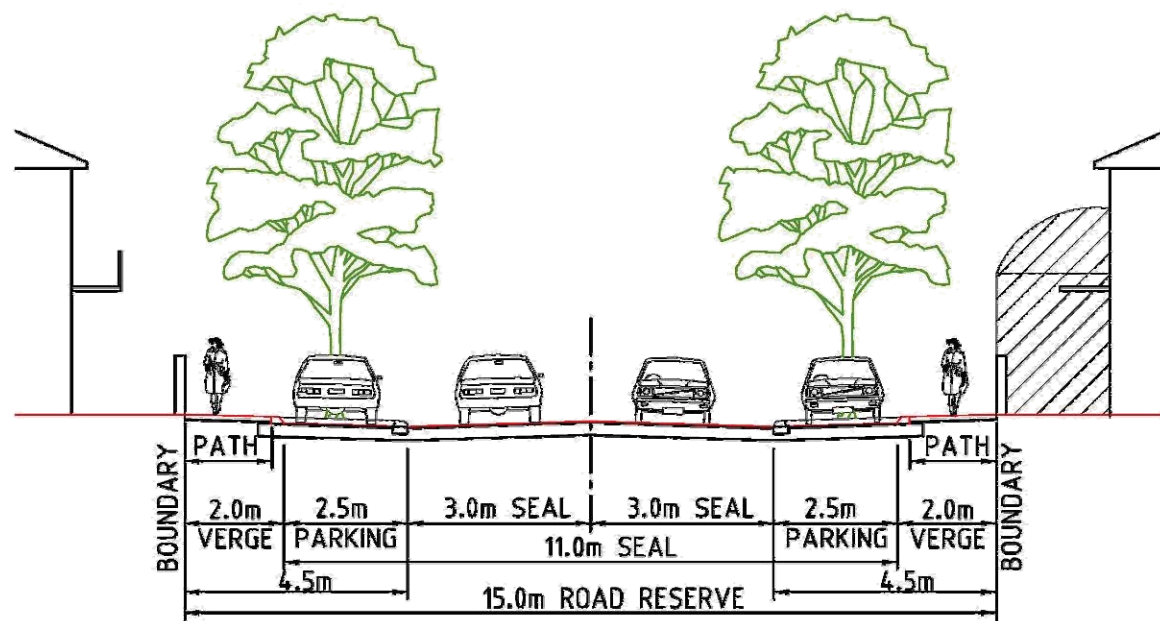 PATH
PATH
BOUNDARY
BOUNDARY
2.0m
VERGE
2.5m
PARKING
3.0m SEAL
3.0m SEAL
2.5m
PARKING
2.0m
VERGE
11.0m SEAL
4.5m
4.5m
15.0m ROAD RESERVE